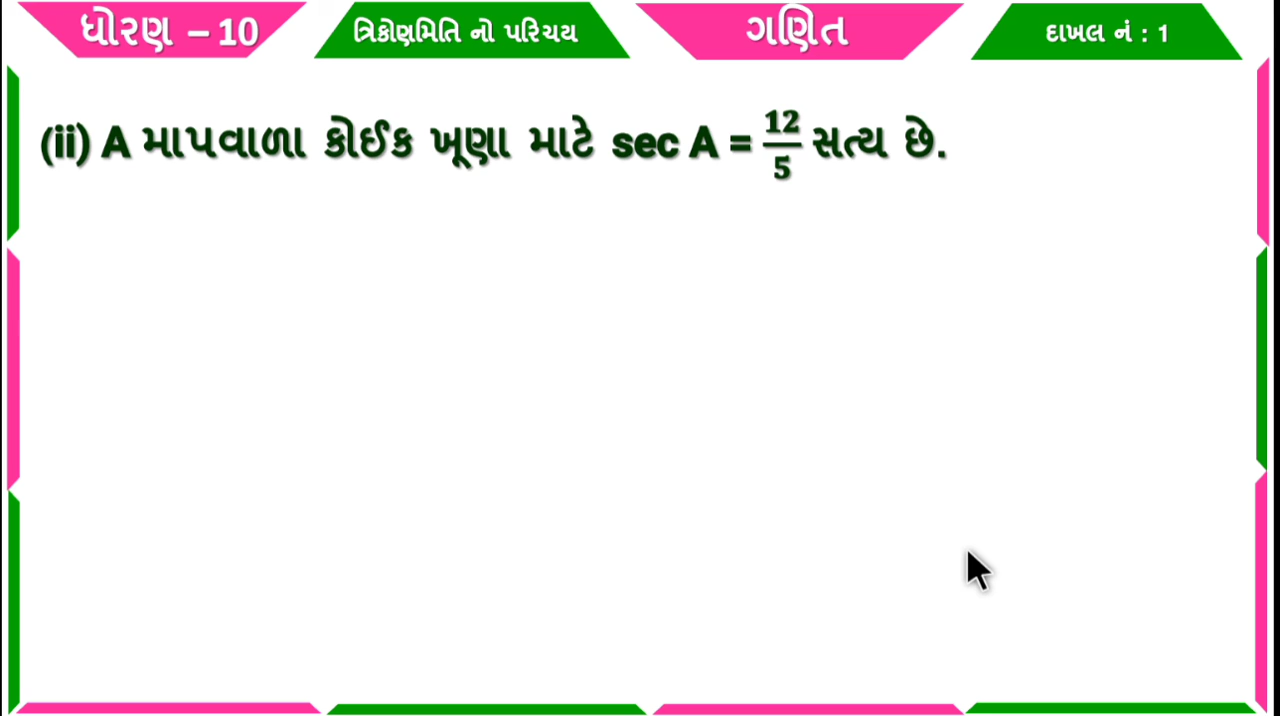 ધોરણ – 10
ત્રિકોણમિતિ નો પરિચય
ગણિત
દાખલ નં : 1
(ii) A માપવાળા કોઈક ખૂણા માટે sec A = 12/5 સત્ય છે.